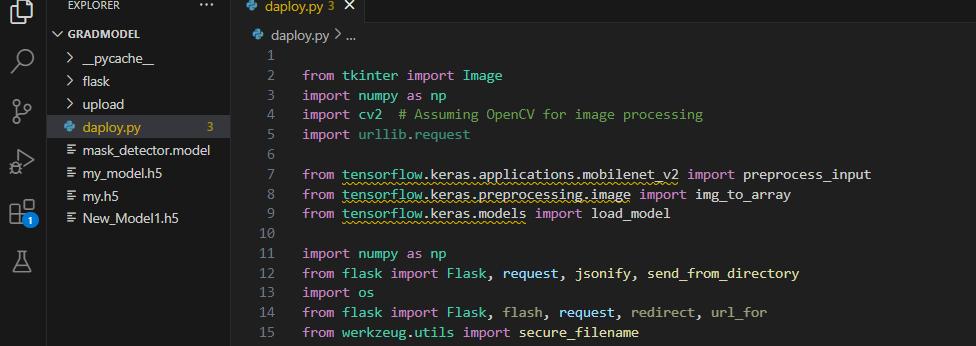 EXPLORER ...
GRADMODEL
__pycache__
flask
upload
daploy.py 3
mask_detector.model
my_model.h5
my.h5
New_Model1.h5
1
daploy.py 3 ×
daploy.py > ...
1
2 from tkinter import Image
3 import numpy as np
4 import cv2  # Assuming OpenCV for image processing
5 import urllib.request
6
7 from tensorflow.keras.applications.mobilenet_v2 import preprocess_input
8 from tensorflow.keras.preprocessing.image import img_to_array
9 from tensorflow.keras.models import load_model
10
11 import numpy as np
12 from flask import Flask, request, jsonify, send_from_directory
13 import os
14 from flask import Flask, flash, request, redirect, url_for
15 from werkzeug.utils import secure_filename